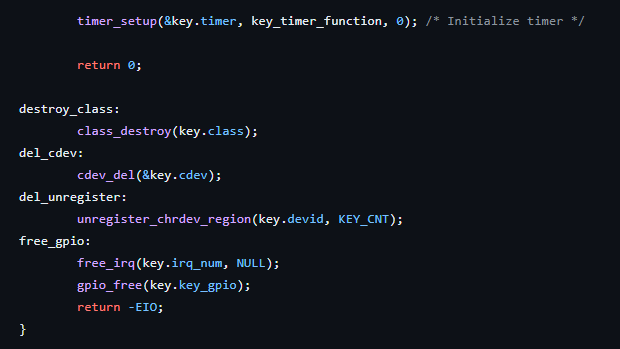 timer_setup(&key.timer, key_timer_function, 0); /* Initialize timer */
return 0;
destroy_class:
class_destroy(key.class);
del_cdev:
cdev_del(&key.cdev);
del_unregister:
unregister_chrdev_region(key.devid, KEY_CNT);
free_gpio:
free_irq(key.irq_num, NULL);
gpio_free(key.key_gpio);
return -EIO;
}